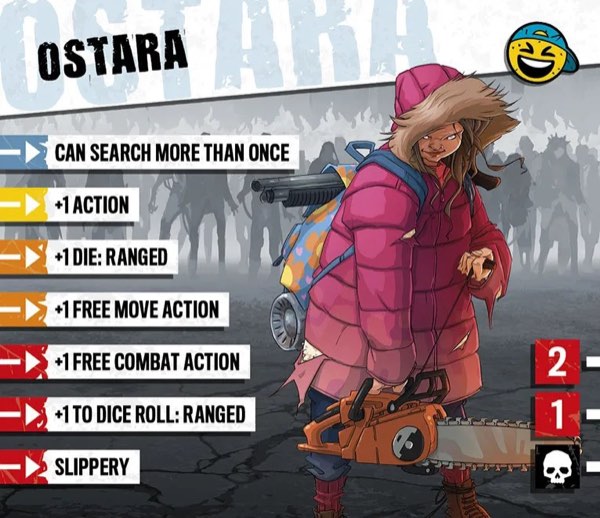 OSTARA
OSTARA
CAN SEARCH MORE THAN ONCE
+1 ACTION
+1 DIE: RANGED
+1 FREE MOVE ACTION
+1 FREE COMBAT ACTION
+1 TO DICE ROLL: RANGED
SLIPPERY
2
1